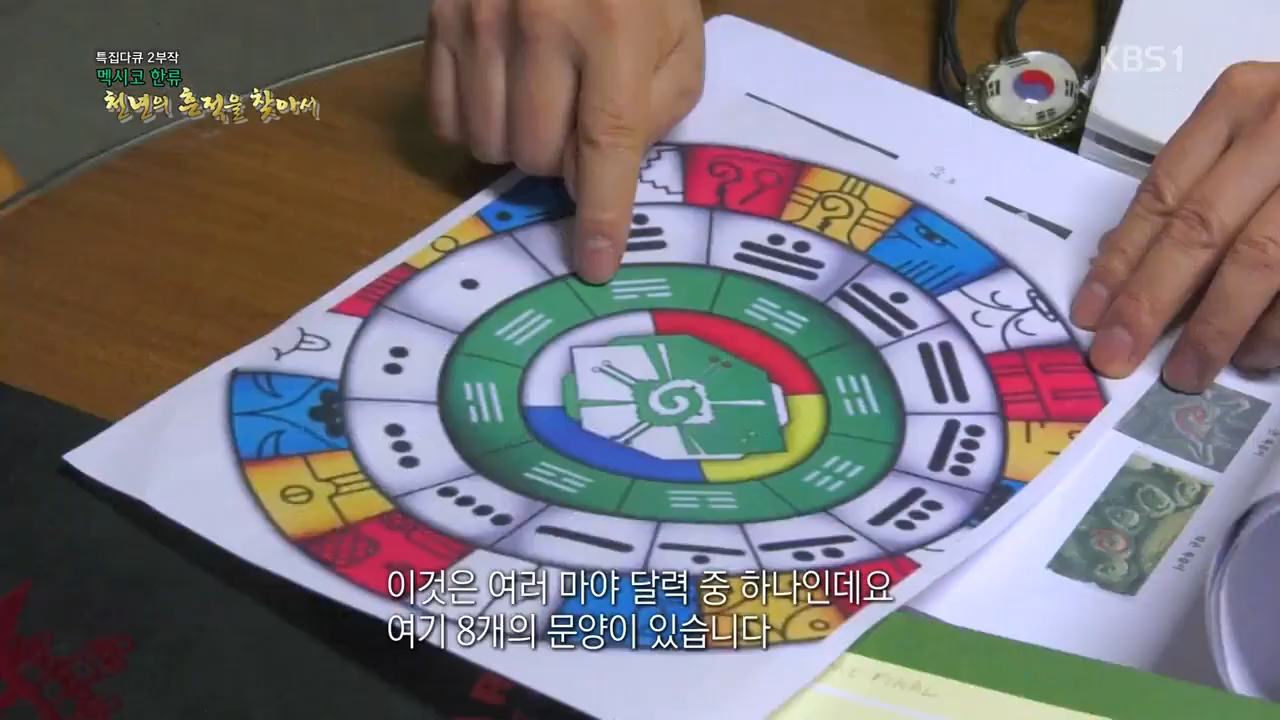 특집다큐 2부작
멕시코 한류
천년의 흔적을 찾아서
KBS1
이것은 여러 마야 달력 중 하나인데요
여기 8개의 문양이 있습니다
FINAL